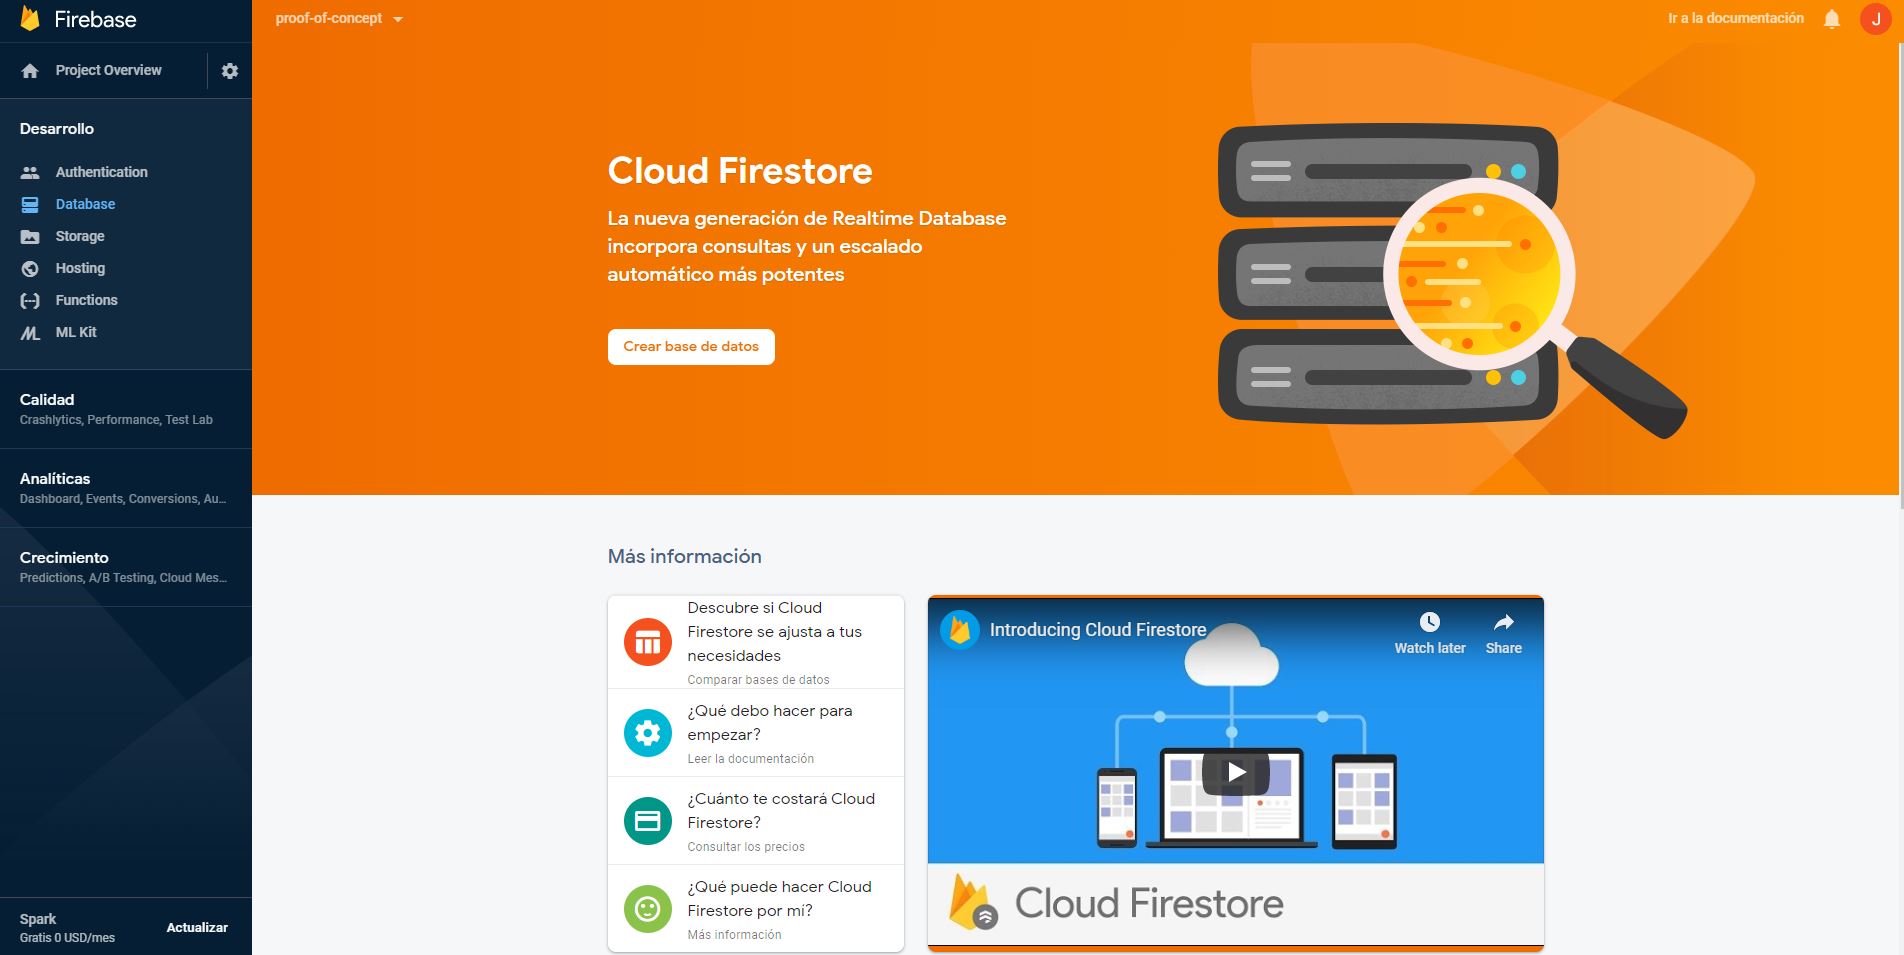 Firebase
proof-of-concept
Ir a la documentación
J
Project Overview
Desarrollo
Authentication
Database
Storage
Hosting
Functions
ML Kit
Calidad
Crashlytics, Performance, Test Lab
Analíticas
Dashboard, Events, Conversions, Au...
Crecimiento
Predictions, A/B Testing, Cloud Mes...
Spark
Gratis 0 USD/mes
Actualizar
Cloud Firestore
La nueva generación de Realtime Database
incorpora consultas y un escalado
automático más potentes
Crear base de datos
Más información
Descubre si Cloud
Firestore se ajusta a tus
necesidades
Comparar bases de datos
¿Qué debo hacer para
empezar?
Leer la documentación
¿Cuánto te costará Cloud
Firestore?
Consultar los precios
¿Qué puede hacer Cloud
Firestore por mí?
Más información
Introducing Cloud Firestore
Watch later
Share
Cloud Firestore